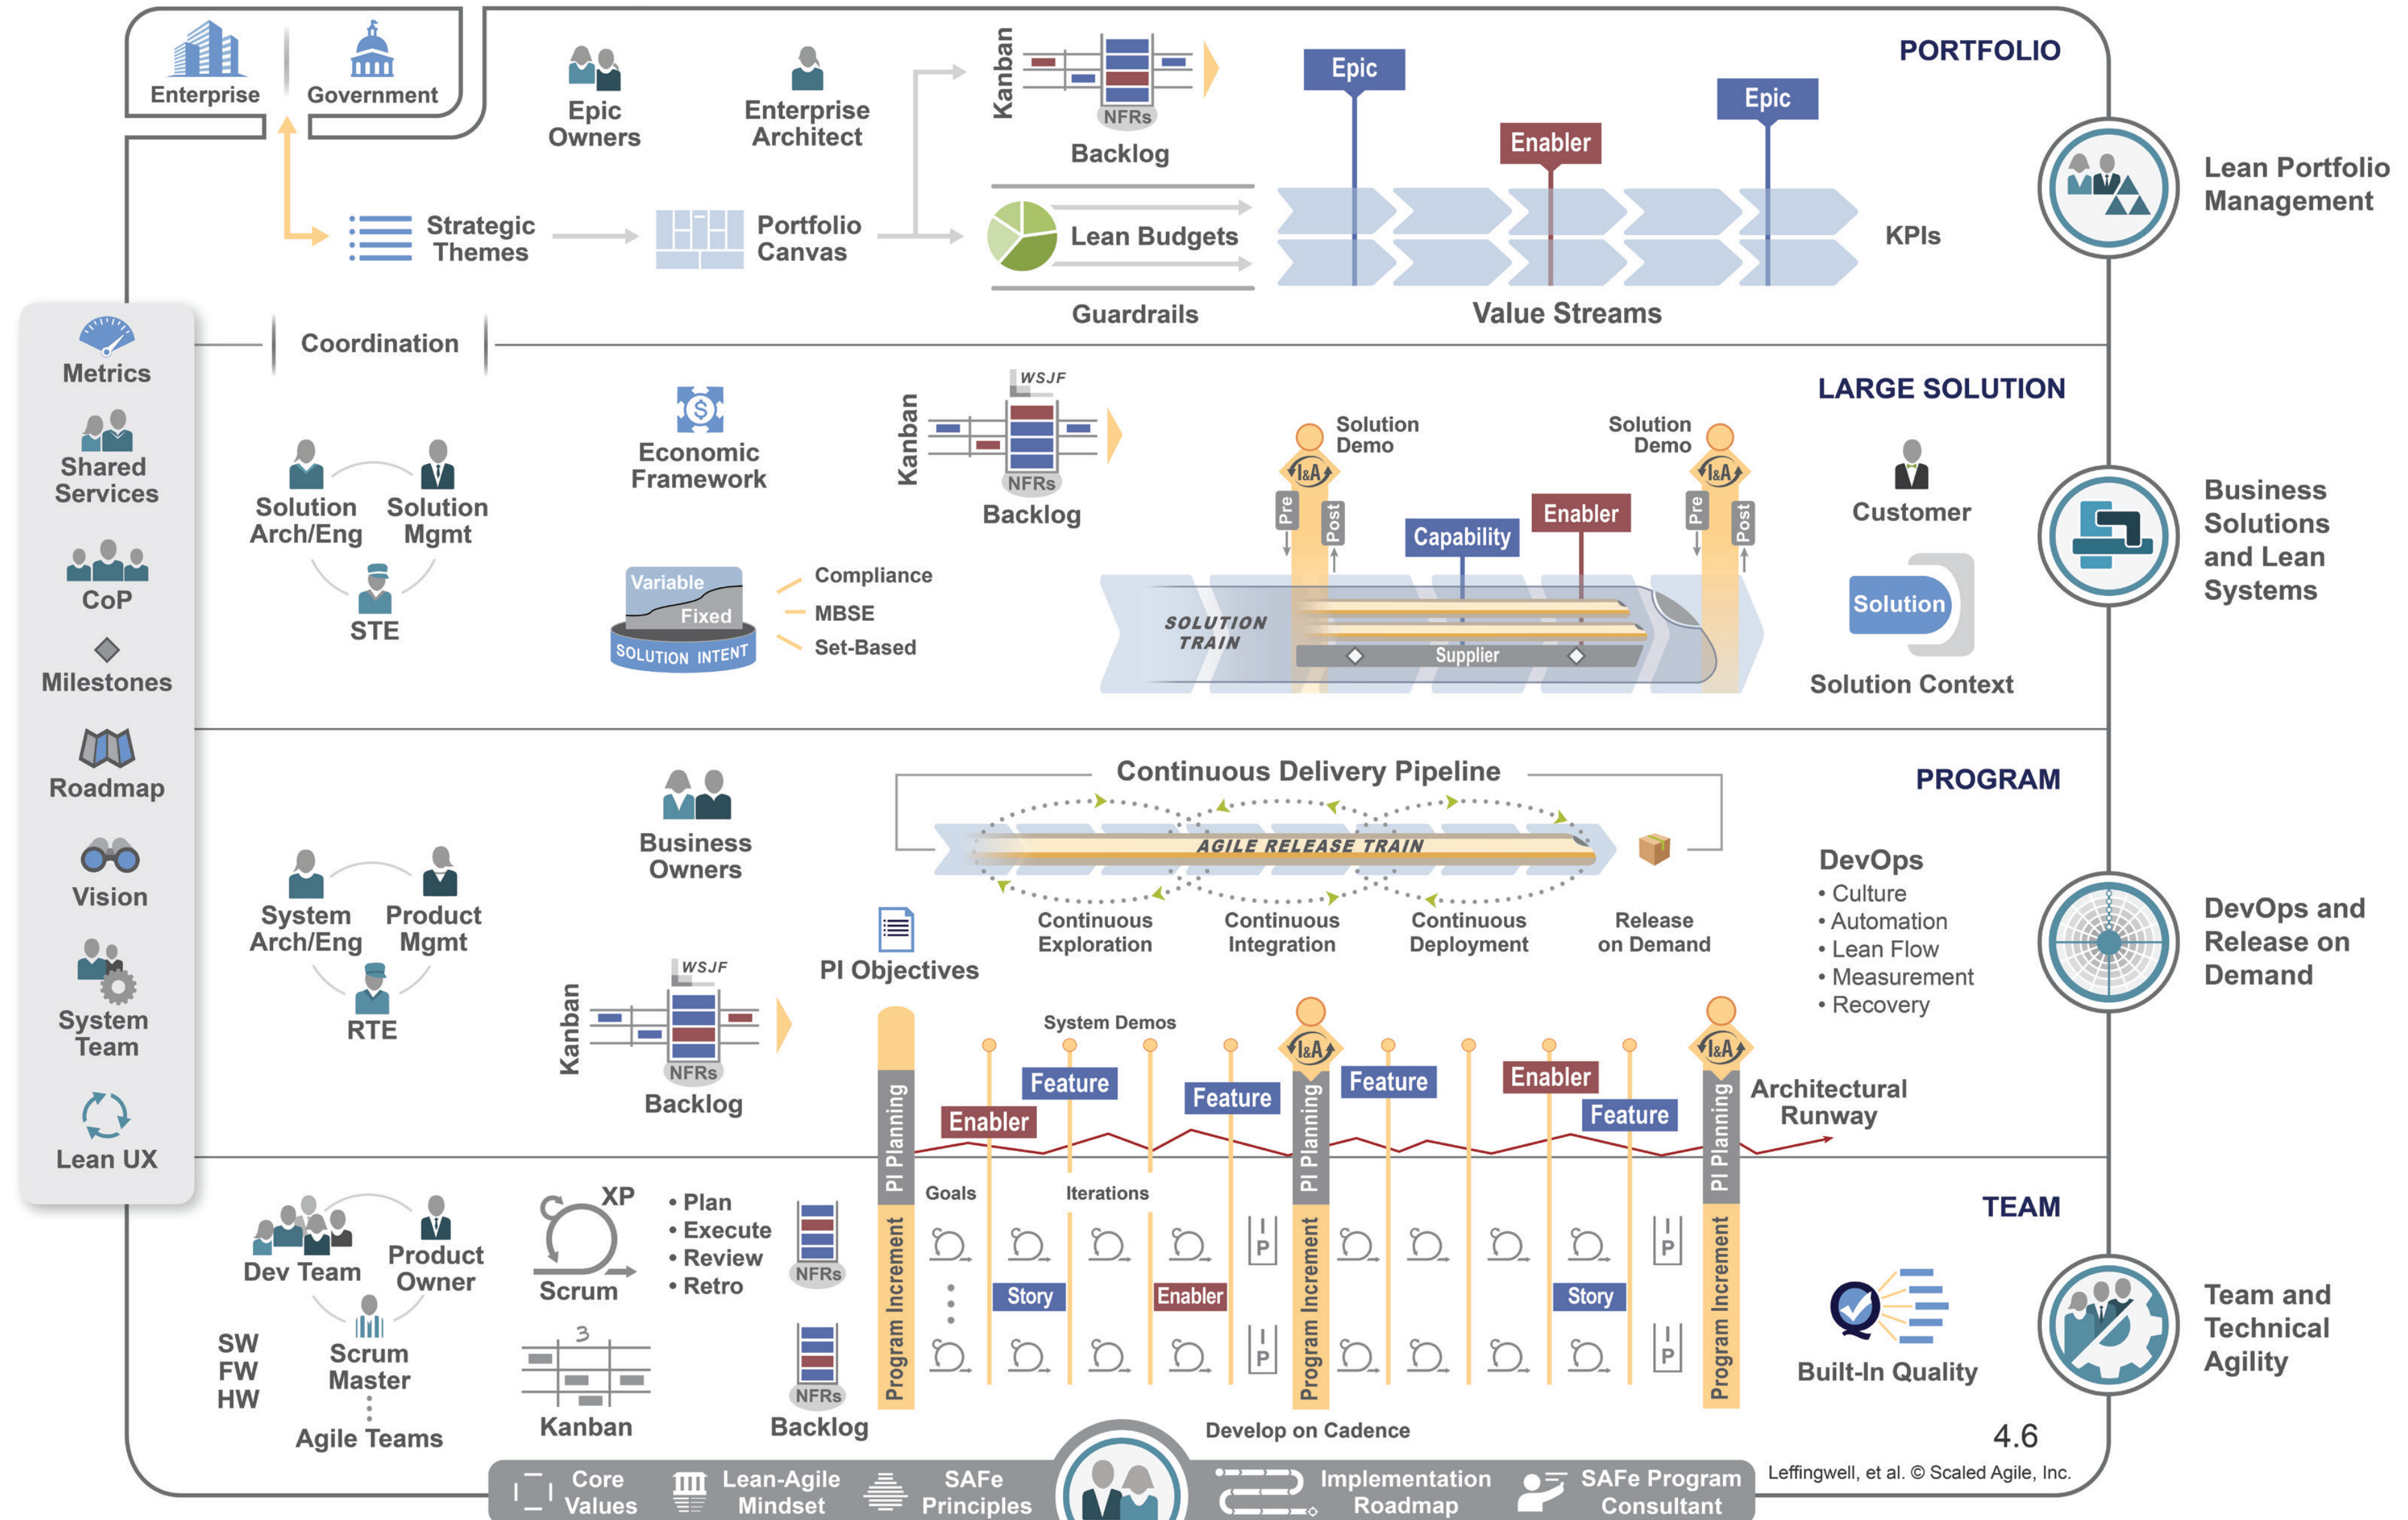 Enterprise
Government
Epic
Owners
Enterprise
Architect
Kanban
NFRs
Backlog
Epic
Enabler
Epic
PORTFOLIO
Lean Portfolio
Management
Strategic
Themes
Portfolio
Canvas
Lean Budgets
Guardrails
Value Streams
KPIs
Coordination
Metrics
Shared
Services
CoP
Milestones
Roadmap
Vision
System
Team
Lean UX
LARGE SOLUTION
Solution
Arch/Eng
Solution
Mgmt
STE
Economic
Framework
Variable
Fixed
SOLUTION INTENT
Compliance
MBSE
Set-Based
Kanban
WSJF
NFRs
Backlog
Solution
Demo
I&A
Pre
Post
Capability
Enabler
Solution
Demo
I&A
Pre
Post
SOLUTION
TRAIN
Supplier
Customer
Solution
Solution Context
Business
Solutions
and Lean
Systems
PROGRAM
System
Arch/Eng
Product
Mgmt
RTE
Business
Owners
Kanban
WSJF
NFRs
Backlog
Continuous Delivery Pipeline
AGILE RELEASE TRAIN
Continuous
Exploration
Continuous
Integration
Continuous
Deployment
Release
on Demand
PI Objectives
DevOps
• Culture
• Automation
• Lean Flow
• Measurement
• Recovery
DevOps and
Release on
Demand
System Demos
Enabler
Feature
Feature
I&A
Feature
Enabler
Feature
I&A
Architectural
Runway
PI Planning
PI Planning
PI Planning
TEAM
Dev Team
Product
Owner
Scrum
Master
Agile Teams
SW
FW
HW
XP
Scrum
• Plan
• Execute
• Review
• Retro
3
Kanban
NFRs
NFRs
Backlog
Program Increment
Goals
Iterations
I
P
Story
Enabler
I
P
Program Increment
I
P
Story
I
P
Program Increment
Develop on Cadence
Built-In Quality
Team and
Technical
Agility
4.6
Leffingwell, et al. © Scaled Agile, Inc.
Core
Values
Lean-Agile
Mindset
SAFe
Principles
Implementation
Roadmap
SAFe Program
Consultant